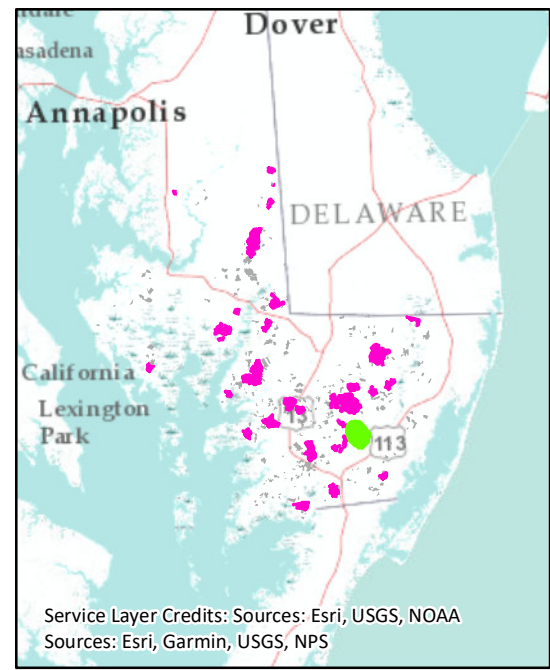 Dover
asadena
Annapolis
DELAWARE
California
Lexington
Park
13
113
Service Layer Credits: Sources: Esri, USGS, NOAA
Sources: Esri, Garmin, USGS, NPS